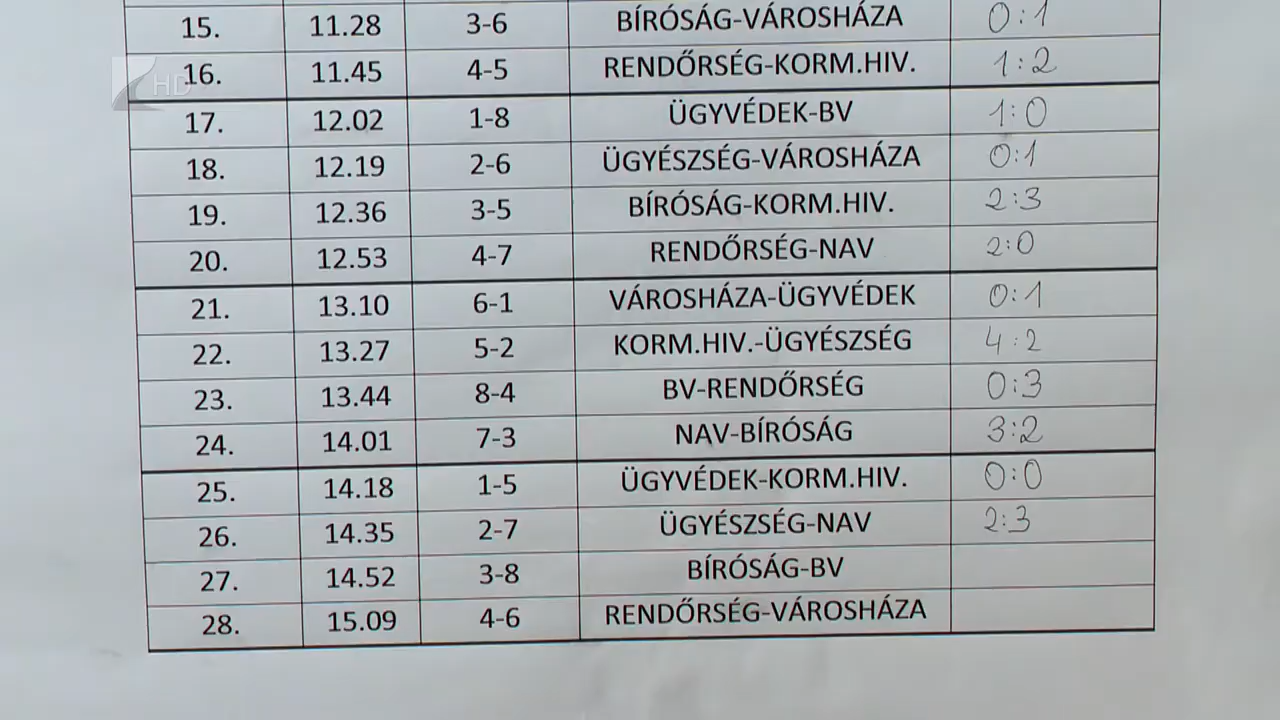 15. 11.28 3-6 BÍRÓSÁG-VÁROSHÁZA 0:1
16. 11.45 4-5 RENDŐRSÉG-KORM.HIV. 1:2
HD
17. 12.02 1-8 ÜGYVÉDEK-BV 1:0
18. 12.19 2-6 ÜGYÉSZSÉG-VÁROSHÁZA 0:1
19. 12.36 3-5 BÍRÓSÁG-KORM.HIV. 2:3
20. 12.53 4-7 RENDŐRSÉG-NAV 2:0
21. 13.10 6-1 VÁROSHÁZA-ÜGYVÉDEK 0:1
22. 13.27 5-2 KORM.HIV.-ÜGYÉSZSÉG 4:2
23. 13.44 8-4 BV-RENDŐRSÉG 0:3
24. 14.01 7-3 NAV-BÍRÓSÁG 3:2
25. 14.18 1-5 ÜGYVÉDEK-KORM.HIV. 0:0
26. 14.35 2-7 ÜGYÉSZSÉG-NAV 2:3
27. 14.52 3-8 BÍRÓSÁG-BV
28. 15.09 4-6 RENDŐRSÉG-VÁROSHÁZA